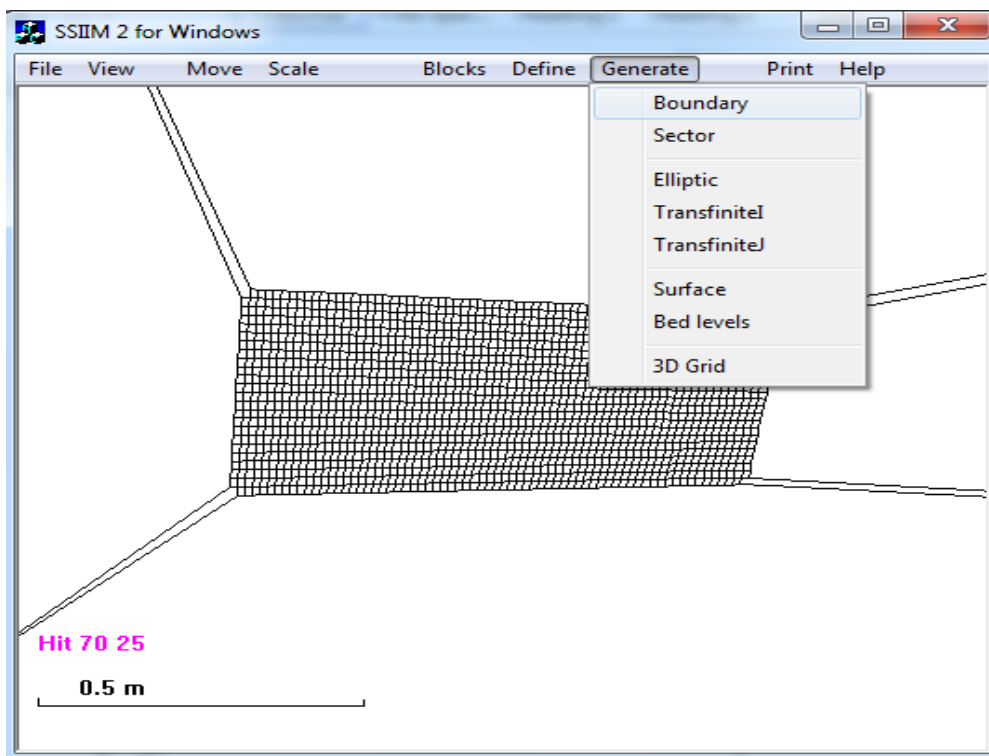 SSIIM 2 for Windows
File View Move Scale Blocks Define Generate Print Help
Boundary
Sector
Elliptic
TransfiniteI
TransfiniteJ
Surface
Bed levels
3D Grid
Hit 70 25
0.5 m